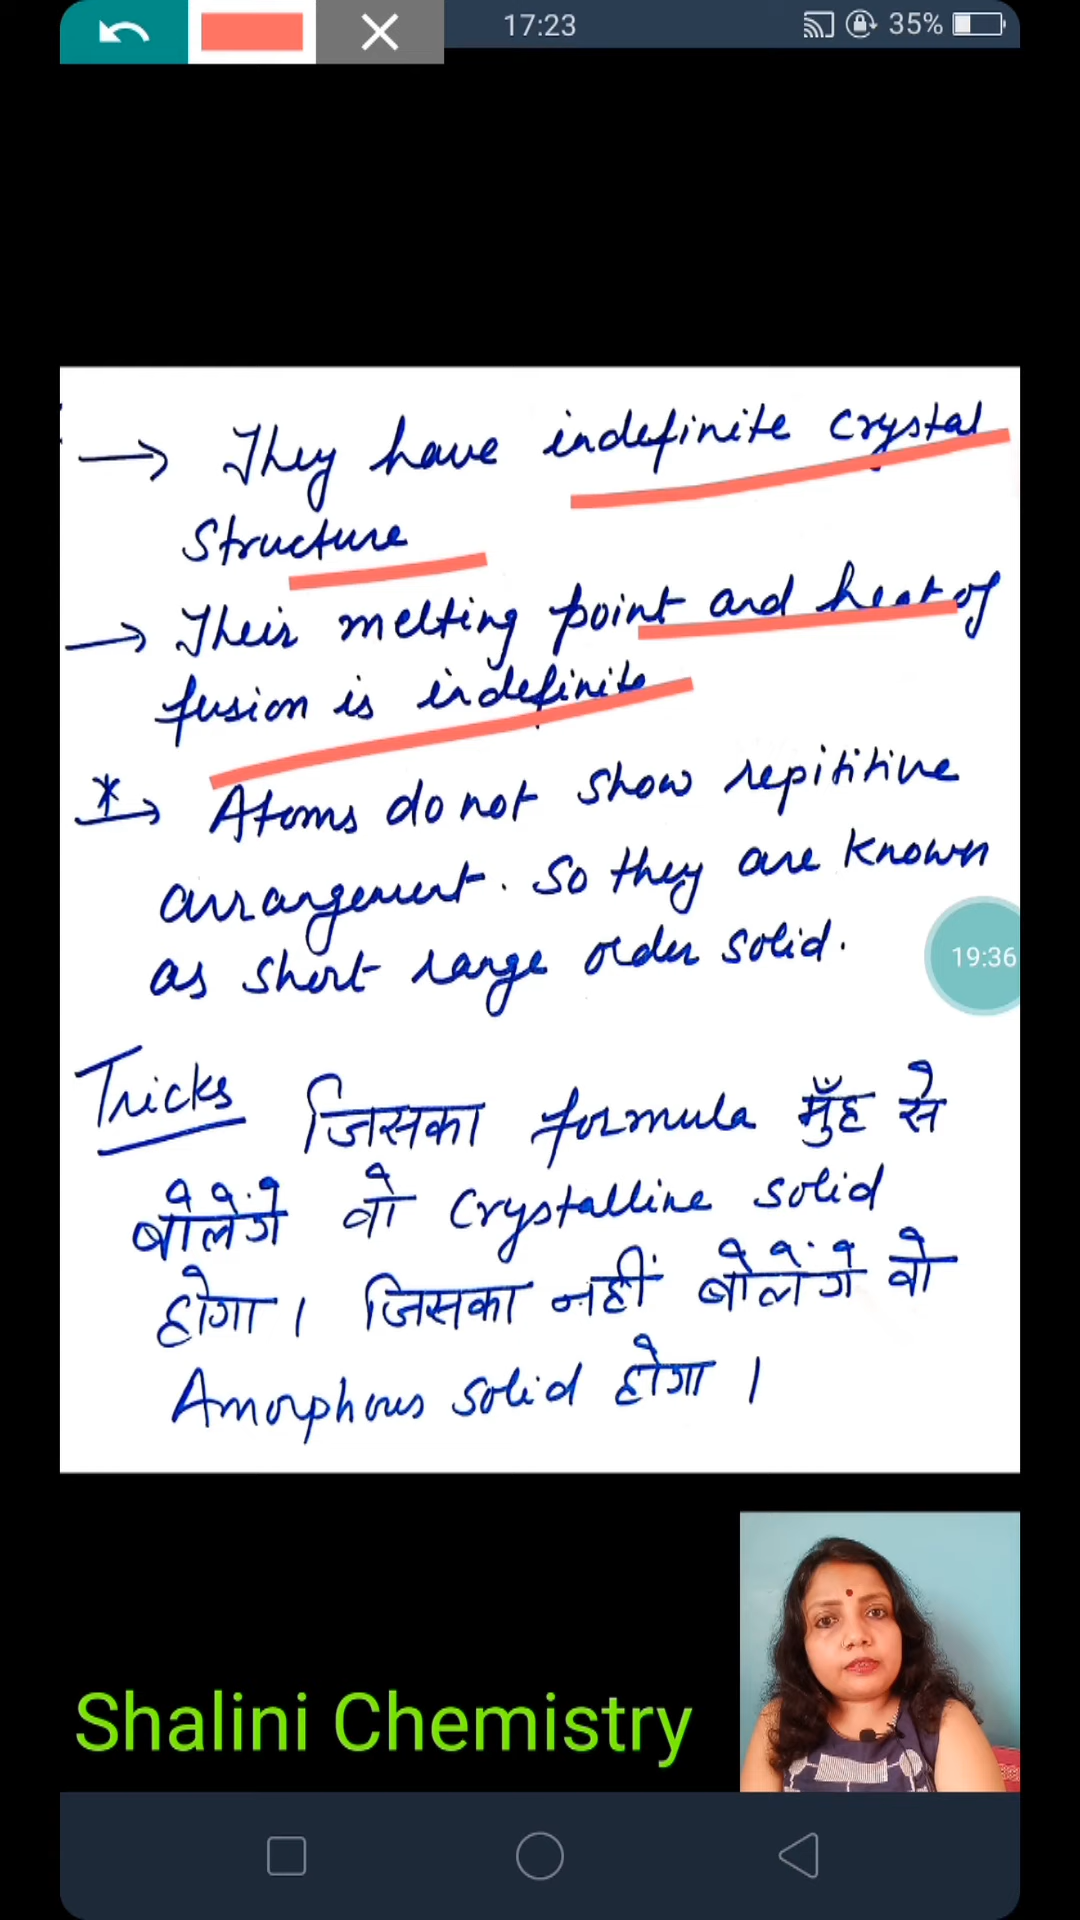 17:23
35%
→ They have indefinite crystal
structure
→ Their melting point and heat of
fusion is indefinite
*→ Atoms do not show repititive
arrangement. So they are known
as short range order solid.
19:36
Tricks जिसका formula मुँह से
बोलेंगे वो Crystalline solid
होगा। जिसका नहीं बोलेंगे वो
Amorphous solid होगा।
Shalini Chemistry